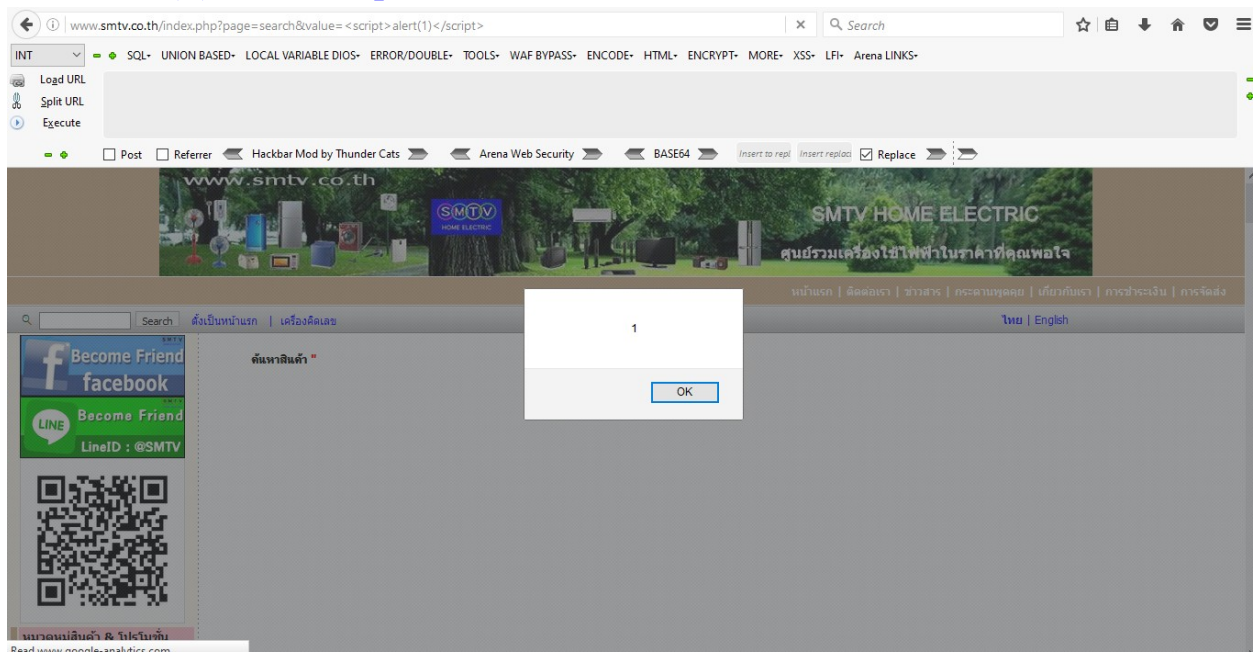 www.smtv.co.th/index.php?page=search&value=<script>alert(1)</script>
Search
INT
SQL- UNION BASED- LOCAL VARIABLE DIOS- ERROR/DOUBLE- TOOLS- WAF BYPASS- ENCODE- HTML- ENCRYPT- MORE- XSS- LFI- Arena LINKS-
Load URL
Split URL
Execute
Post Referrer Hackbar Mod by Thunder Cats Arena Web Security BASE64 Insert to repl Insert replaci Replace
www.smtv.co.th
SMTV
HOME ELECTRIC
SMTV HOME ELECTRIC
ศูนย์รวมเครื่องใช้ไฟฟ้าในราคาที่คุณพอใจ
หน้าแรก | ติดต่อเรา | ข่าวสาร | กระดานพูดคุย | เกี่ยวกับเรา | การชำระเงิน | การจัดส่ง
Search ตั้งเป็นหน้าแรก | เครื่องคิดเลข
ไทย | English
1
OK
SMTV
Become Friend
facebook
ค้นหาสินค้า "
SMTV
LINE
Become Friend
LineID : @SMTV
หมวดหมู่สินค้า & โปรโมชั่น
Read www.google-analytics.com